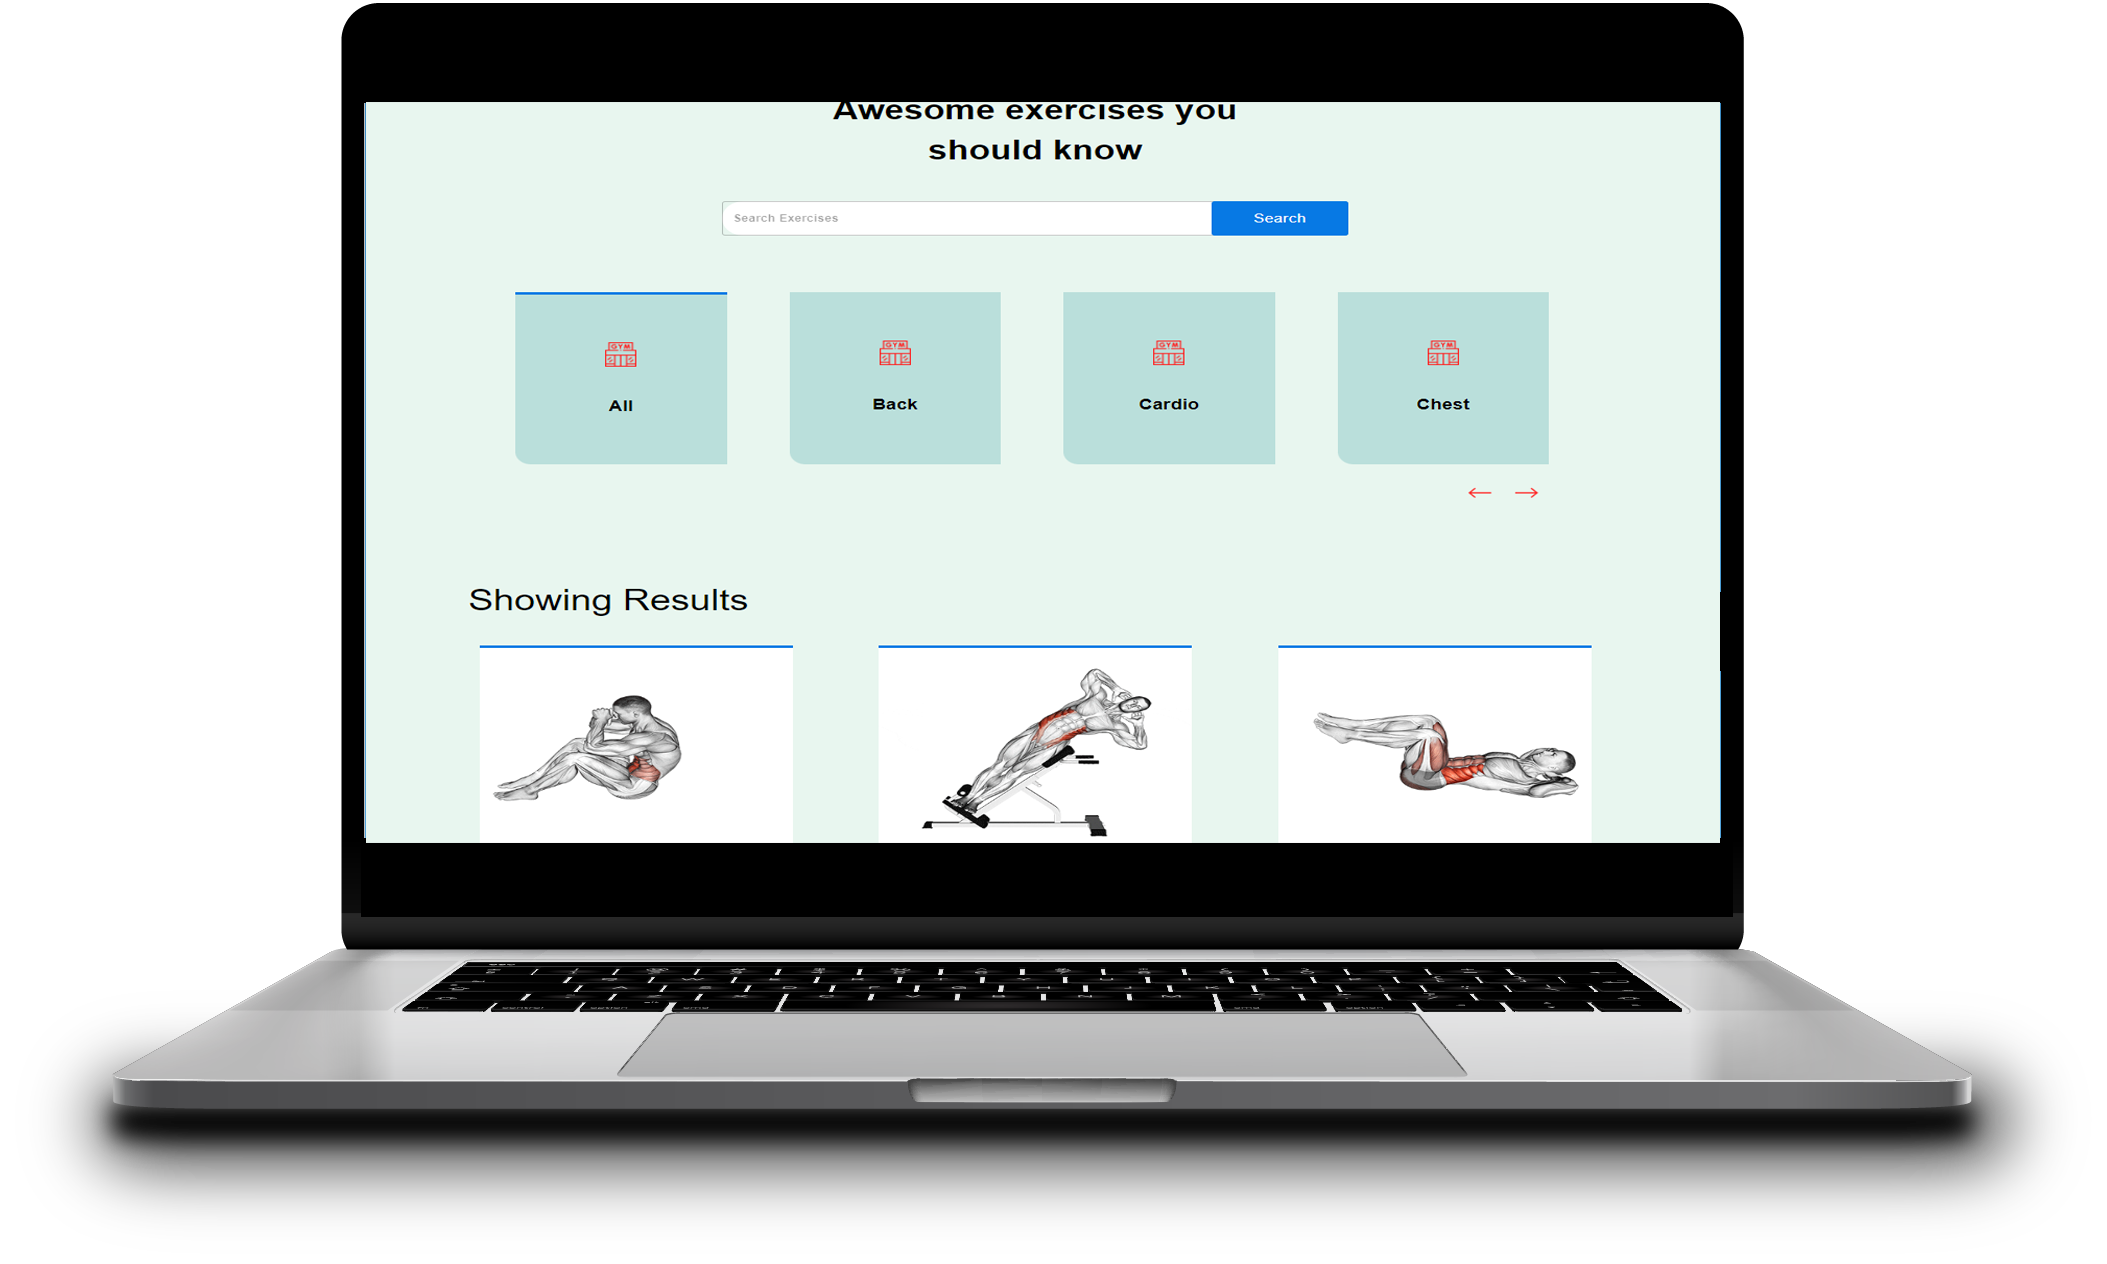 Awesome exercises you
should know
Search Exercises
Search
GYM
GYM
GYM
GYM
All
Back
Cardio
Chest
Showing Results